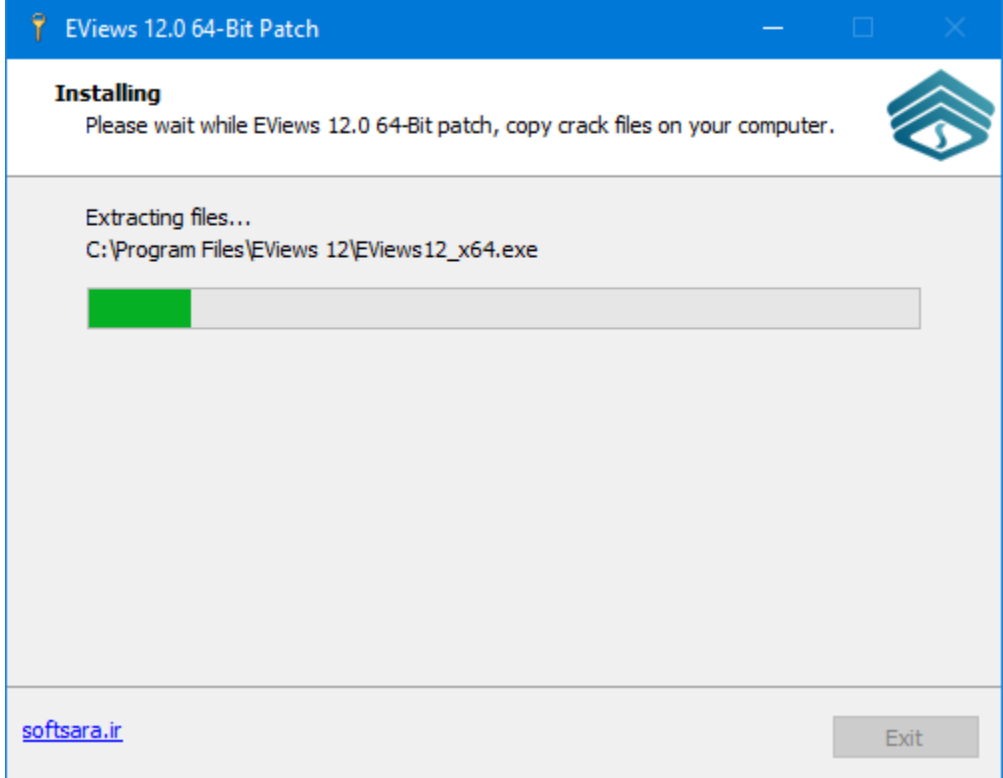 EViews 12.0 64-Bit Patch
Installing
Please wait while EViews 12.0 64-Bit patch, copy crack files on your computer.
Extracting files...
C:\Program Files\EViews 12\EViews12_x64.exe
softsara.ir
Exit